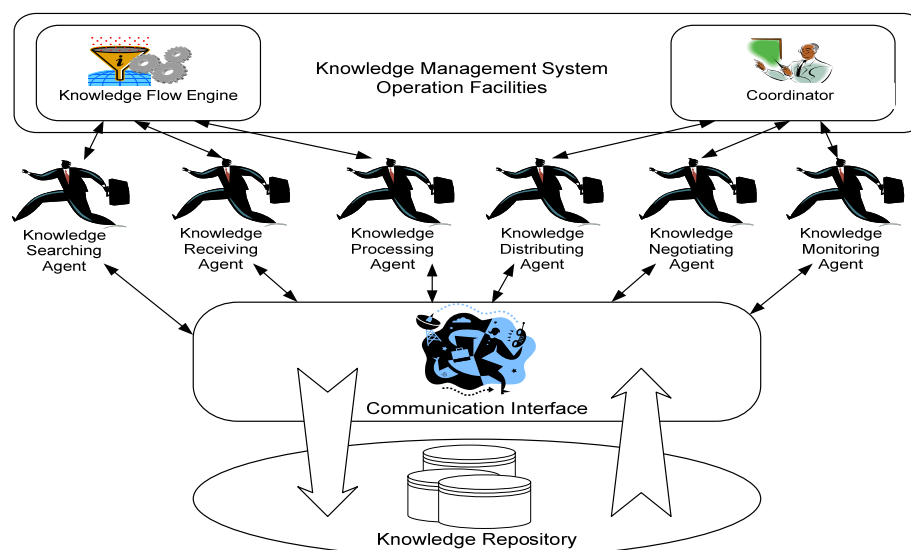 Knowledge Management System
Operation Facilities
i
Knowledge Flow Engine
Coordinator
Knowledge
Searching
Agent
Knowledge
Receiving
Agent
Knowledge
Processing
Agent
Knowledge
Distributing
Agent
Knowledge
Negotiating
Agent
Knowledge
Monitoring
Agent
Communication Interface
Knowledge Repository